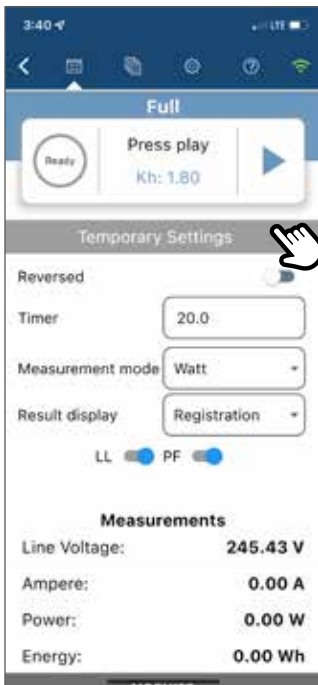 3:40
LTE
Full
Ready
Press play
Kh: 1.80
Temporary Settings
Reversed
Timer 20.0
Measurement mode Watt
Result display Registration
LL PF
Measurements
Line Voltage: 245.43 V
Ampere: 0.00 A
Power: 0.00 W
Energy: 0.00 Wh